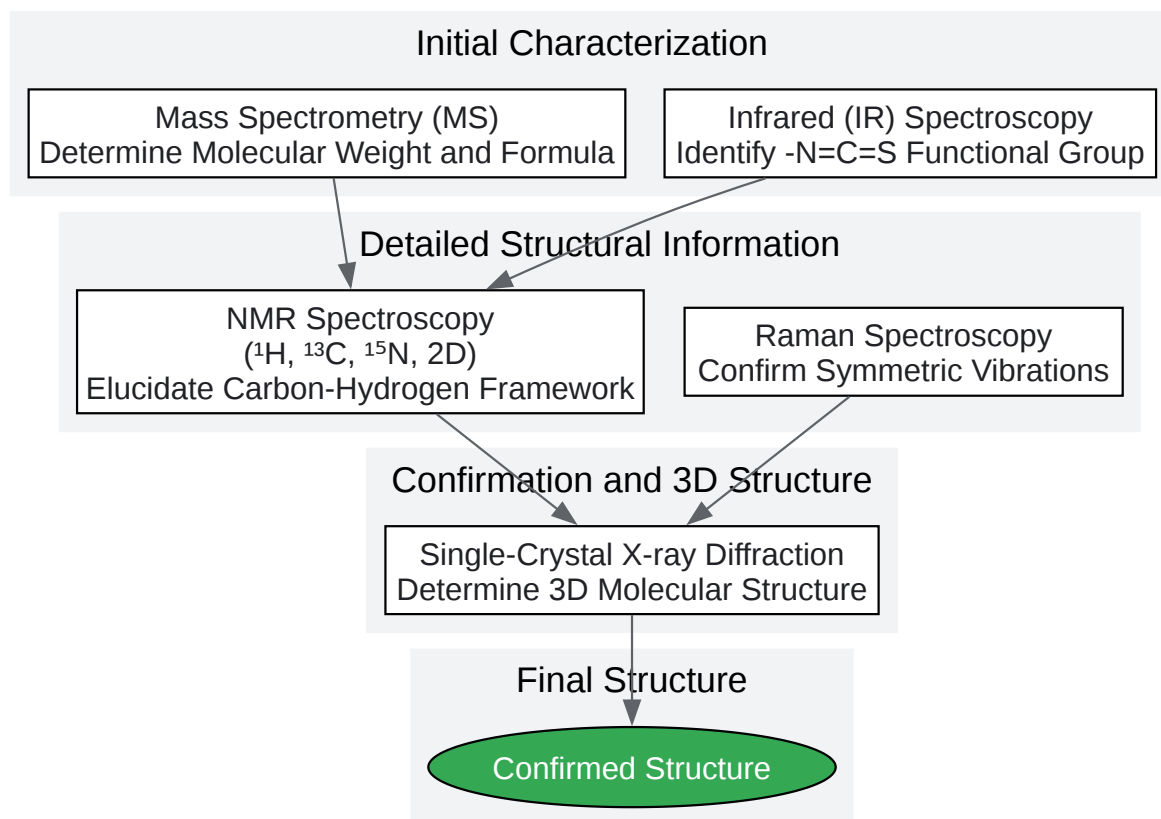 Initial Characterization
Mass Spectrometry (MS)
Determine Molecular Weight and Formula
Infrared (IR) Spectroscopy
Identify -N=C=S Functional Group
Detailed Structural Information
NMR Spectroscopy
(¹H, ¹³C, ¹⁵N, 2D)
Elucidate Carbon-Hydrogen Framework
Raman Spectroscopy
Confirm Symmetric Vibrations
Confirmation and 3D Structure
Single-Crystal X-ray Diffraction
Determine 3D Molecular Structure
Final Structure
Confirmed Structure